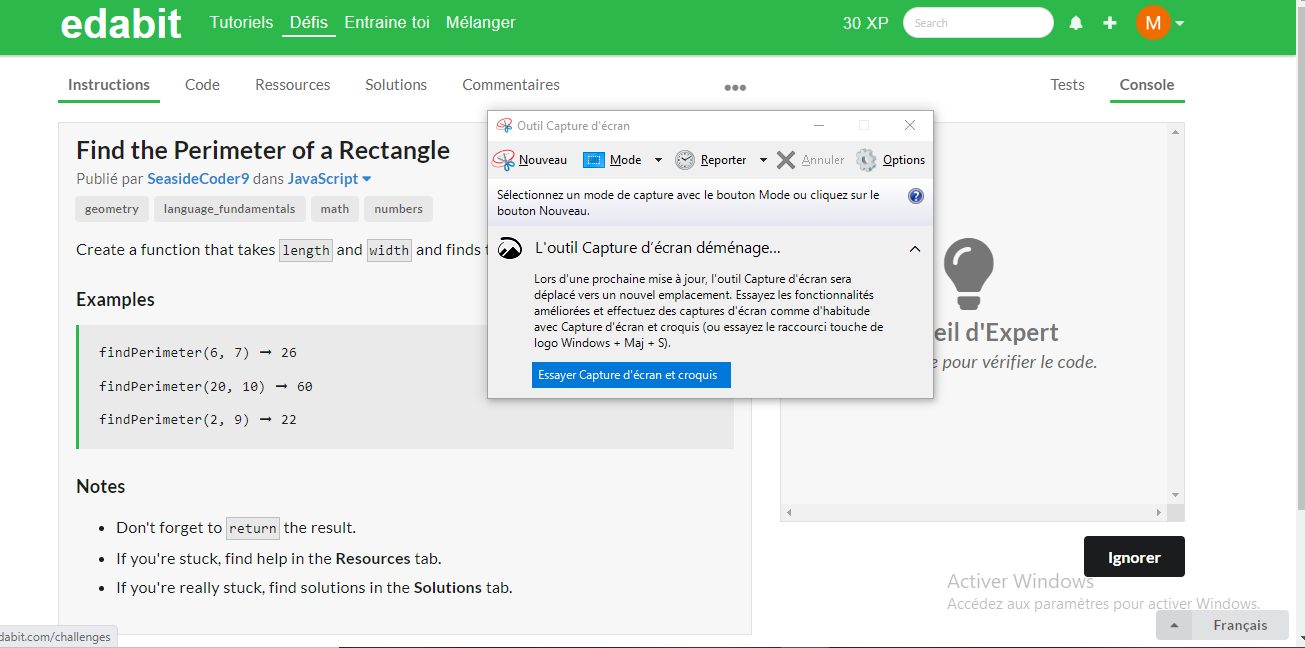 edabit Tutoriels Défis Entraine toi Mélanger 30 XP Search M
Instructions Code Ressources Solutions Commentaires ••• Tests Console
Outil Capture d'écran
Nouveau Mode Reporter Annuler Options
Sélectionnez un mode de capture avec le bouton Mode ou cliquez sur le
bouton Nouveau.
L'outil Capture d'écran déménage...
Lors d'une prochaine mise à jour, l'outil Capture d'écran sera
déplacé vers un nouvel emplacement. Essayez les fonctionnalités
améliorées et effectuez des captures d'écran comme d'habitude
avec Capture d'écran et croquis (ou essayez le raccourci touche de
logo Windows + Maj + S).
Essayer Capture d'écran et croquis
Find the Perimeter of a Rectangle
Publié par SeasideCoder9 dans JavaScript
geometry language_fundamentals math numbers
Create a function that takes length and width and finds
Examples
findPerimeter(6, 7) ➞ 26
findPerimeter(20, 10) ➞ 60
findPerimeter(2, 9) ➞ 22
Notes
• Don't forget to return the result.
• If you're stuck, find help in the Resources tab.
• If you're really stuck, find solutions in the Solutions tab.
d'Expert
pour vérifier le code.
Ignorer
Activer Windows
Accédez aux paramètres pour activer Windows.
Français
dabit.com/challenges